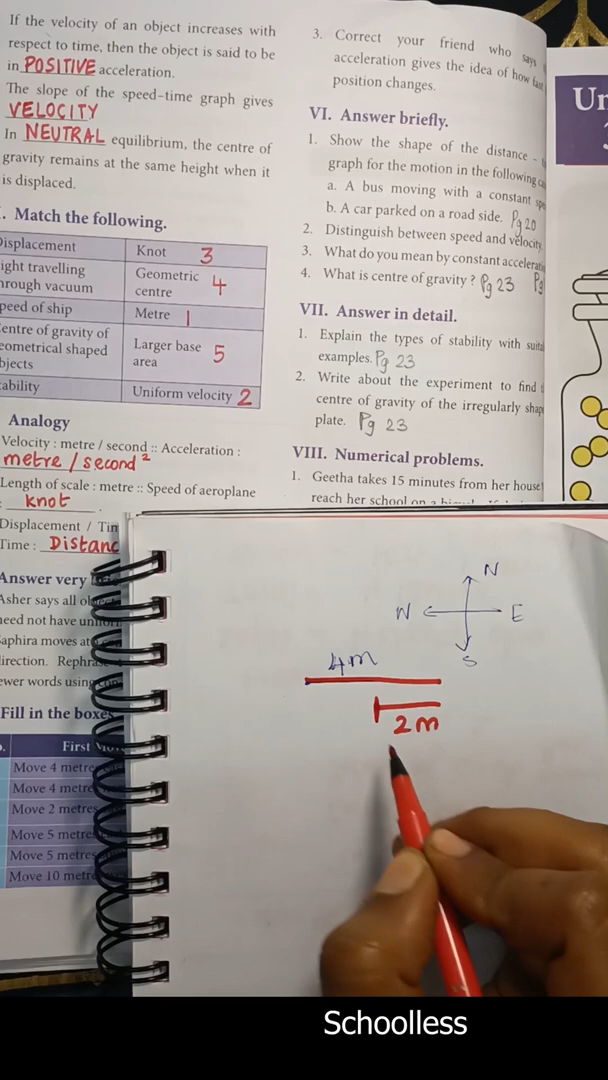 If the velocity of an object increases with
respect to time, then the object is said to be
in POSITIVE acceleration.
The slope of the speed-time graph gives
VELOCITY
In NEUTRAL equilibrium, the centre of
gravity remains at the same height when it
is displaced.
. Match the following.
Displacement Knot 3
ight travelling Geometric 4
hrough vacuum centre
peed of ship Metre 1
entre of gravity of Larger base 5
eometrical shaped area
bjects
ability Uniform velocity 2
Analogy
Velocity : metre / second :: Acceleration :
metre / second 2
Length of scale : metre :: Speed of aeroplane
: knot .
Displacement / Tim
Time : Distanc
Answer very
Asher says all obje
need not have unifor
aphira moves at
irection. Rephra
ewer words using
Fill in the boxes
First Mo
Move 4 metre
Move 4 metre
Move 2 metres
Move 5 metres
Move 5 metres
Move 10 metre
3. Correct your friend who says
acceleration gives the idea of how fast
position changes.
VI. Answer briefly.
1. Show the shape of the distance –
graph for the motion in the following
a. A bus moving with a constant
b. A car parked on a road side. Pg 20
2. Distinguish between speed and velocity
3. What do you mean by constant accelerati
4. What is centre of gravity ? Pg 23 Pg
VII. Answer in detail.
1. Explain the types of stability with suita
examples. Pg 23
2. Write about the experiment to find t
centre of gravity of the irregularly shap
plate. Pg 23
VIII. Numerical problems.
1. Geetha takes 15 minutes from her house
reach her school on a
Un
N
W E
S
4m
2m
Schoolless